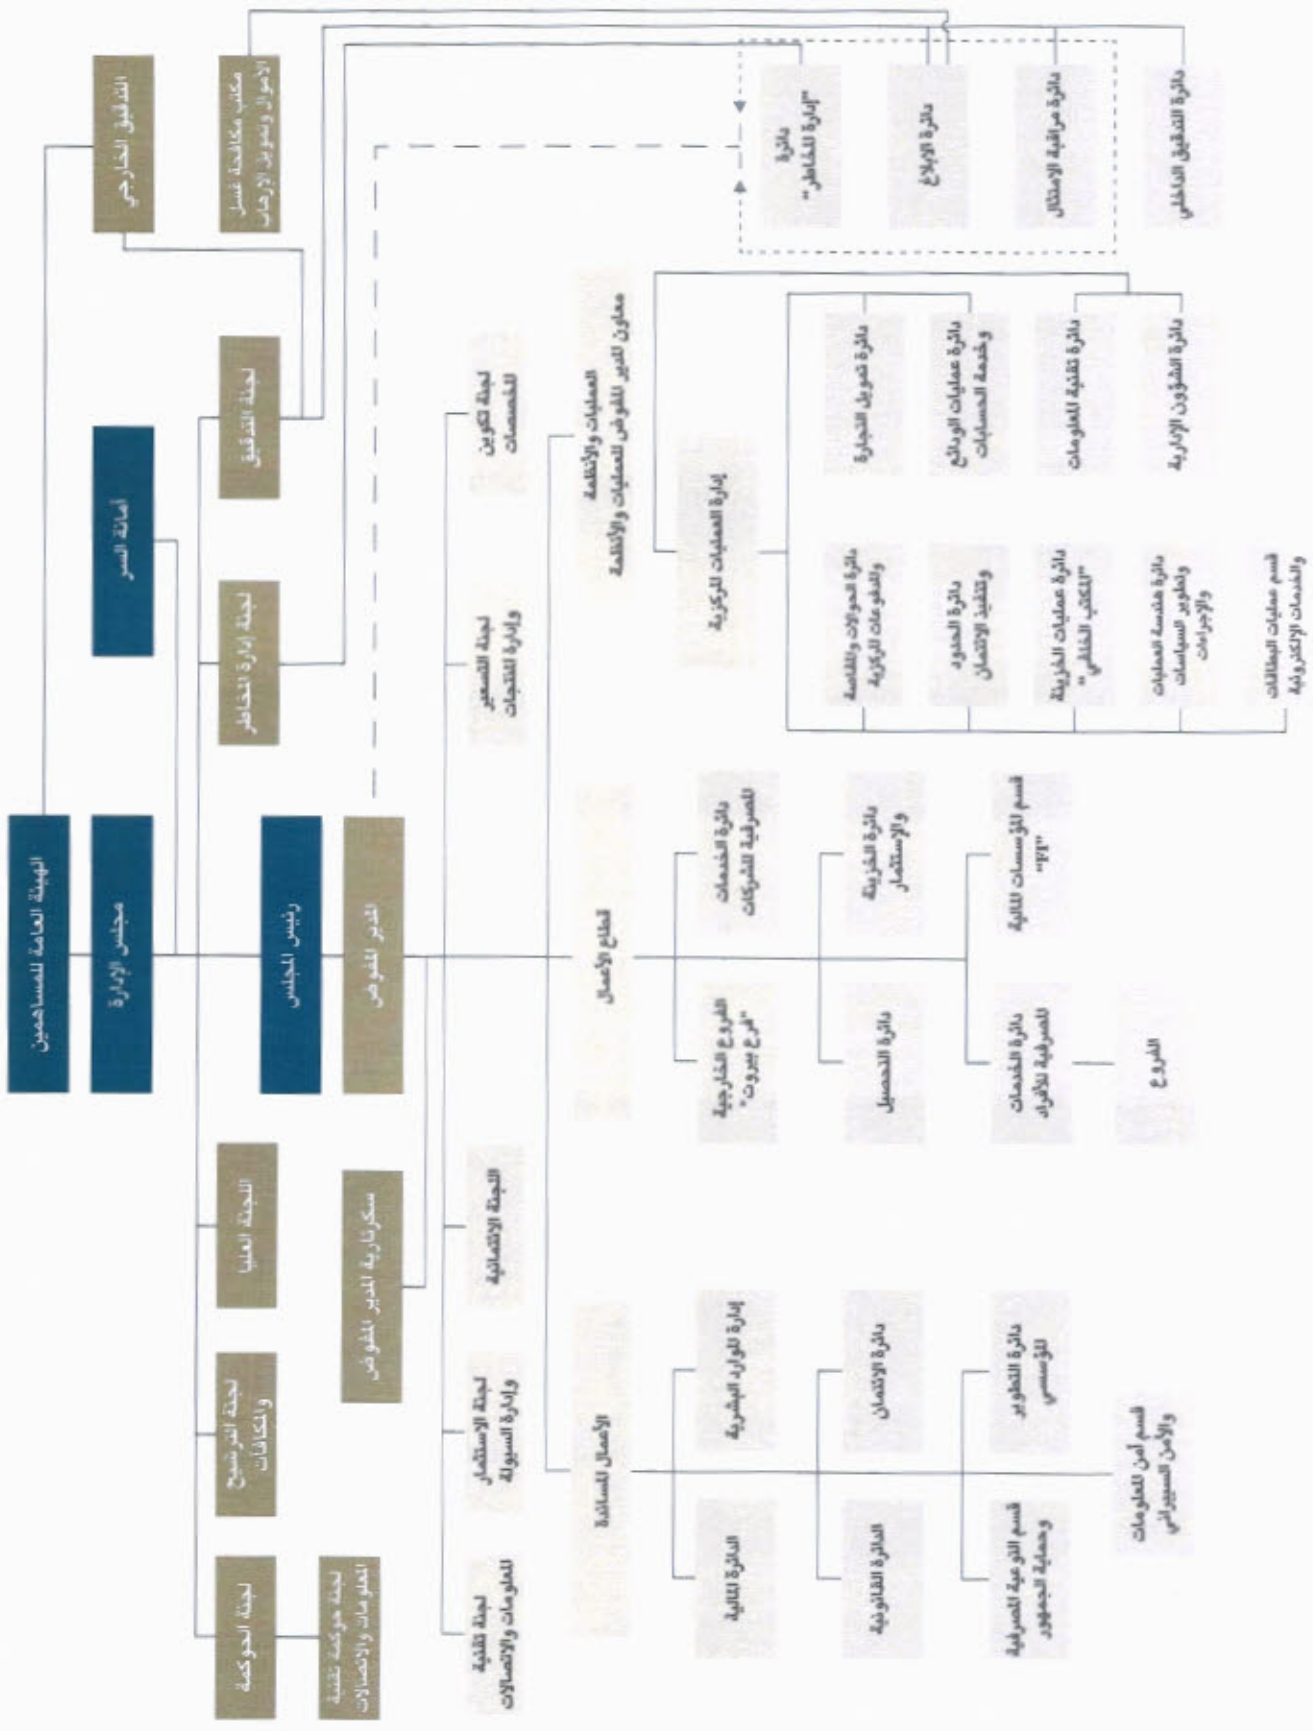 الهيئة العامة للمساهمين
مجلس الإدارة
التدقيق الخارجي
أمانة السر
مكتب مكافحة غسل
الأموال وتمويل الإرهاب
لجنة التدقيق
لجنة إدارة المخاطر
اللجنة العليا
لجنة الترشيح
والمكافآت
لجنة الحوكمة
لجنة حوكمة تقنية
المعلومات والاتصالات
رئيس المجلس
المدير المفوض
سكرتارية المدير المفوض
لجنة تكوين
المخصصات
لجنة التسعير
وإدارة المنتجات
اللجنة الائتمانية
لجنة الاستثمار
وإدارة السيولة
لجنة تقنية
المعلومات والاتصالات
العمليات والأنظمة
معاون المدير المفوض للعمليات والأنظمة
قطاع الأعمال
الأعمال المساندة
دائرة
"إدارة المخاطر"
دائرة الابلاغ
دائرة مراقبة الامتثال
دائرة التدقيق الداخلي
إدارة العمليات المركزية
دائرة تمويل التجارة
دائرة عمليات الودائع
وخدمة الحسابات
دائرة تقنية المعلومات
دائرة الشؤون الإدارية
دائرة الحوالات والمقاصة
والمدفوعات المركزية
دائرة الحدود
وتنفيذ الائتمان
دائرة عمليات الخزينة
"المكتب الخلفي"
دائرة هندسة العمليات
وتطوير السياسات
والإجراءات
قسم عمليات البطاقات
والخدمات الإلكترونية
دائرة الخدمات
المصرفية للشركات
الفروع الخارجية
"فرع بيروت"
دائرة الخزينة
والإستثمار
دائرة التحصيل
قسم المؤسسات المالية
"FI"
دائرة الخدمات
المصرفية للأفراد
الفروع
إدارة الموارد البشرية
الدائرة المالية
دائرة الائتمان
الدائرة القانونية
دائرة التطوير
المؤسسي
قسم التوعية المصرفية
وحماية الجمهور
قسم أمن المعلومات
والأمن السيبراني